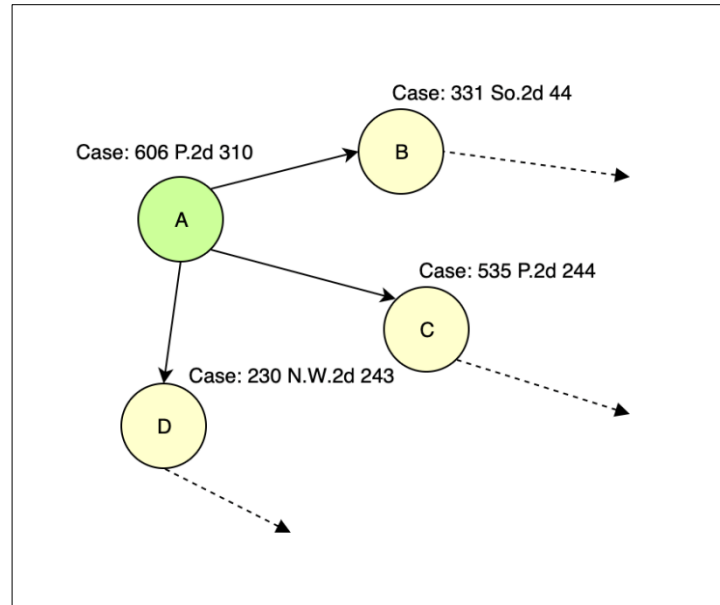 Case: 331 So.2d 44
B
Case: 606 P.2d 310
A
Case: 535 P.2d 244
C
Case: 230 N.W.2d 243
D